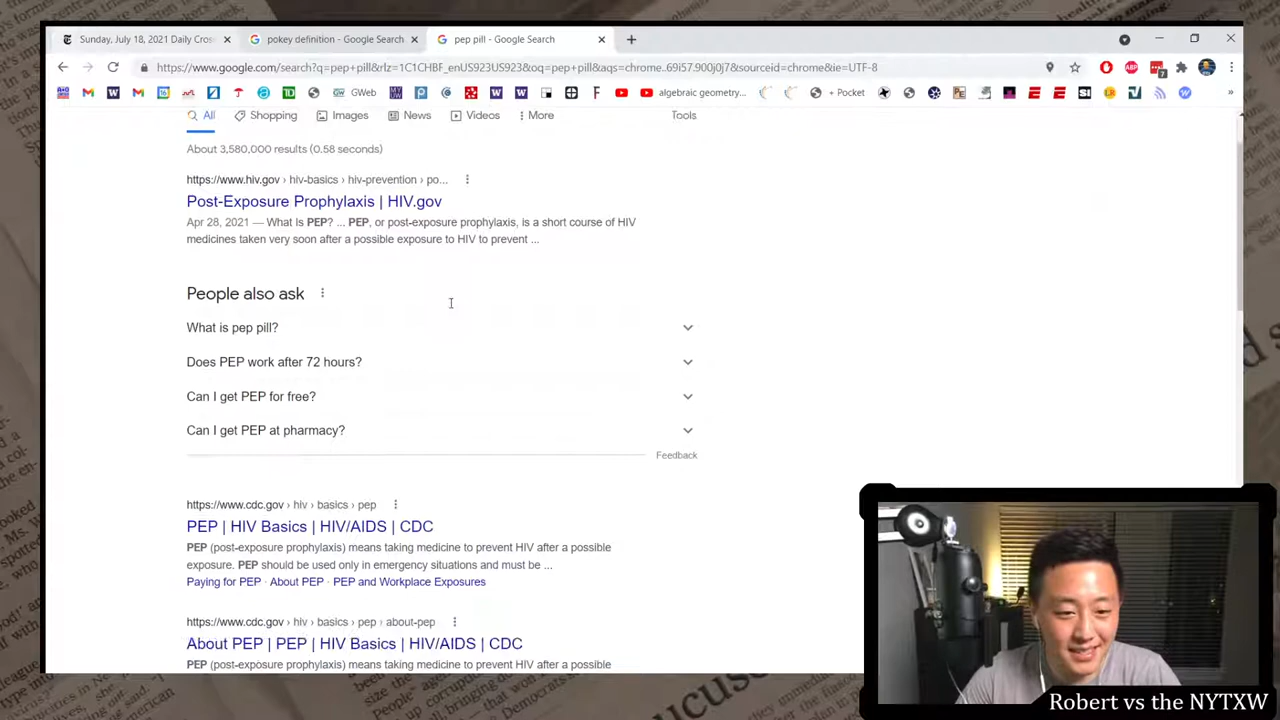 Sunday, July 18, 2021 Daily Cros
pokey definition - Google Search
pep pill - Google Search
https://www.google.com/search?q=pep+pill&rlz=1C1CHBF_enUS923US923&oq=pep+pill&aqs=chrome..69i57.900j0j7&sourceid=chrome&ie=UTF-8
GWeb
algebraic geometry...
+ Pocket
»
All
Shopping
Images
News
Videos
More
Tools
About 3,580,000 results (0.58 seconds)
https://www.hiv.gov › hiv-basics › hiv-prevention › po...
Post-Exposure Prophylaxis | HIV.gov
Apr 28, 2021 — What Is PEP? ... PEP, or post-exposure prophylaxis, is a short course of HIV
medicines taken very soon after a possible exposure to HIV to prevent ...
People also ask
What is pep pill?
Does PEP work after 72 hours?
Can I get PEP for free?
Can I get PEP at pharmacy?
Feedback
https://www.cdc.gov › hiv › basics › pep
PEP | HIV Basics | HIV/AIDS | CDC
PEP (post-exposure prophylaxis) means taking medicine to prevent HIV after a possible
exposure. PEP should be used only in emergency situations and must be ...
Paying for PEP · About PEP · PEP and Workplace Exposures
https://www.cdc.gov › hiv › basics › pep › about-pep
About PEP | PEP | HIV Basics | HIV/AIDS | CDC
PEP (post-exposure prophylaxis) means taking medicine to prevent HIV after a possible
Robert vs the NYTXW